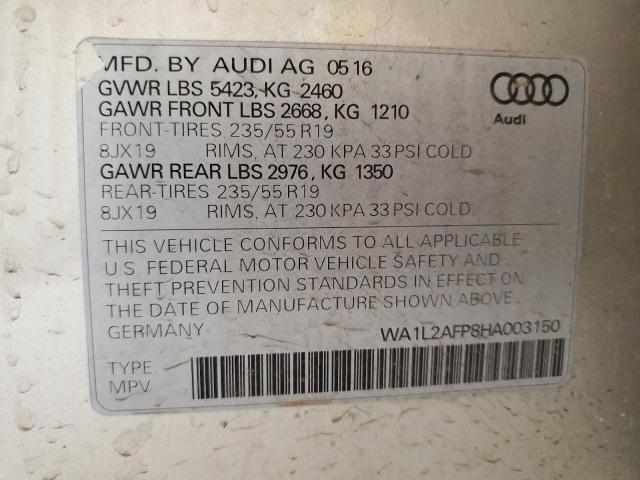 MFD. BY AUDI AG 0516
GVWR LBS 5423, KG 2460
GAWR FRONT LBS 2668, KG 1210
FRONT-TIRES 235/55 R19
8JX19 RIMS, AT 230 KPA 33 PSI COLD
GAWR REAR LBS 2976, KG 1350
REAR-TIRES 235/55 R19
8JX19 RIMS, AT 230 KPA 33 PSI COLD
Audi
THIS VEHICLE CONFORMS TO ALL APPLICABLE
U.S. FEDERAL MOTOR VEHICLE SAFETY AND
THEFT PREVENTION STANDARDS IN EFFECT ON
THE DATE OF MANUFACTURE SHOWN ABOVE.
GERMANY WA1L2AFP8HA003150
TYPE:
MPV